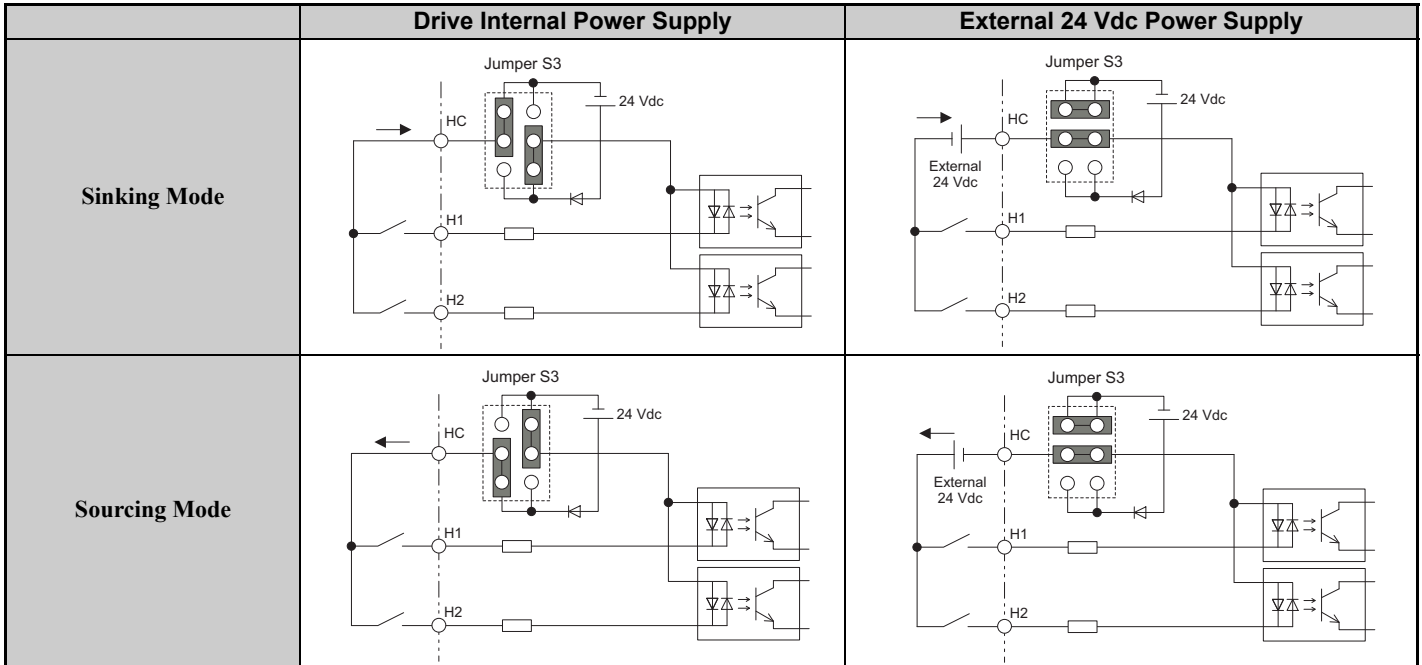 Drive Internal Power Supply
External 24 Vdc Power Supply
Sinking Mode
Jumper S3
24 Vdc
HC
H1
H2
Jumper S3
24 Vdc
HC
External
24 Vdc
H1
H2
Sourcing Mode
Jumper S3
24 Vdc
HC
H1
H2
Jumper S3
24 Vdc
HC
External
24 Vdc
H1
H2